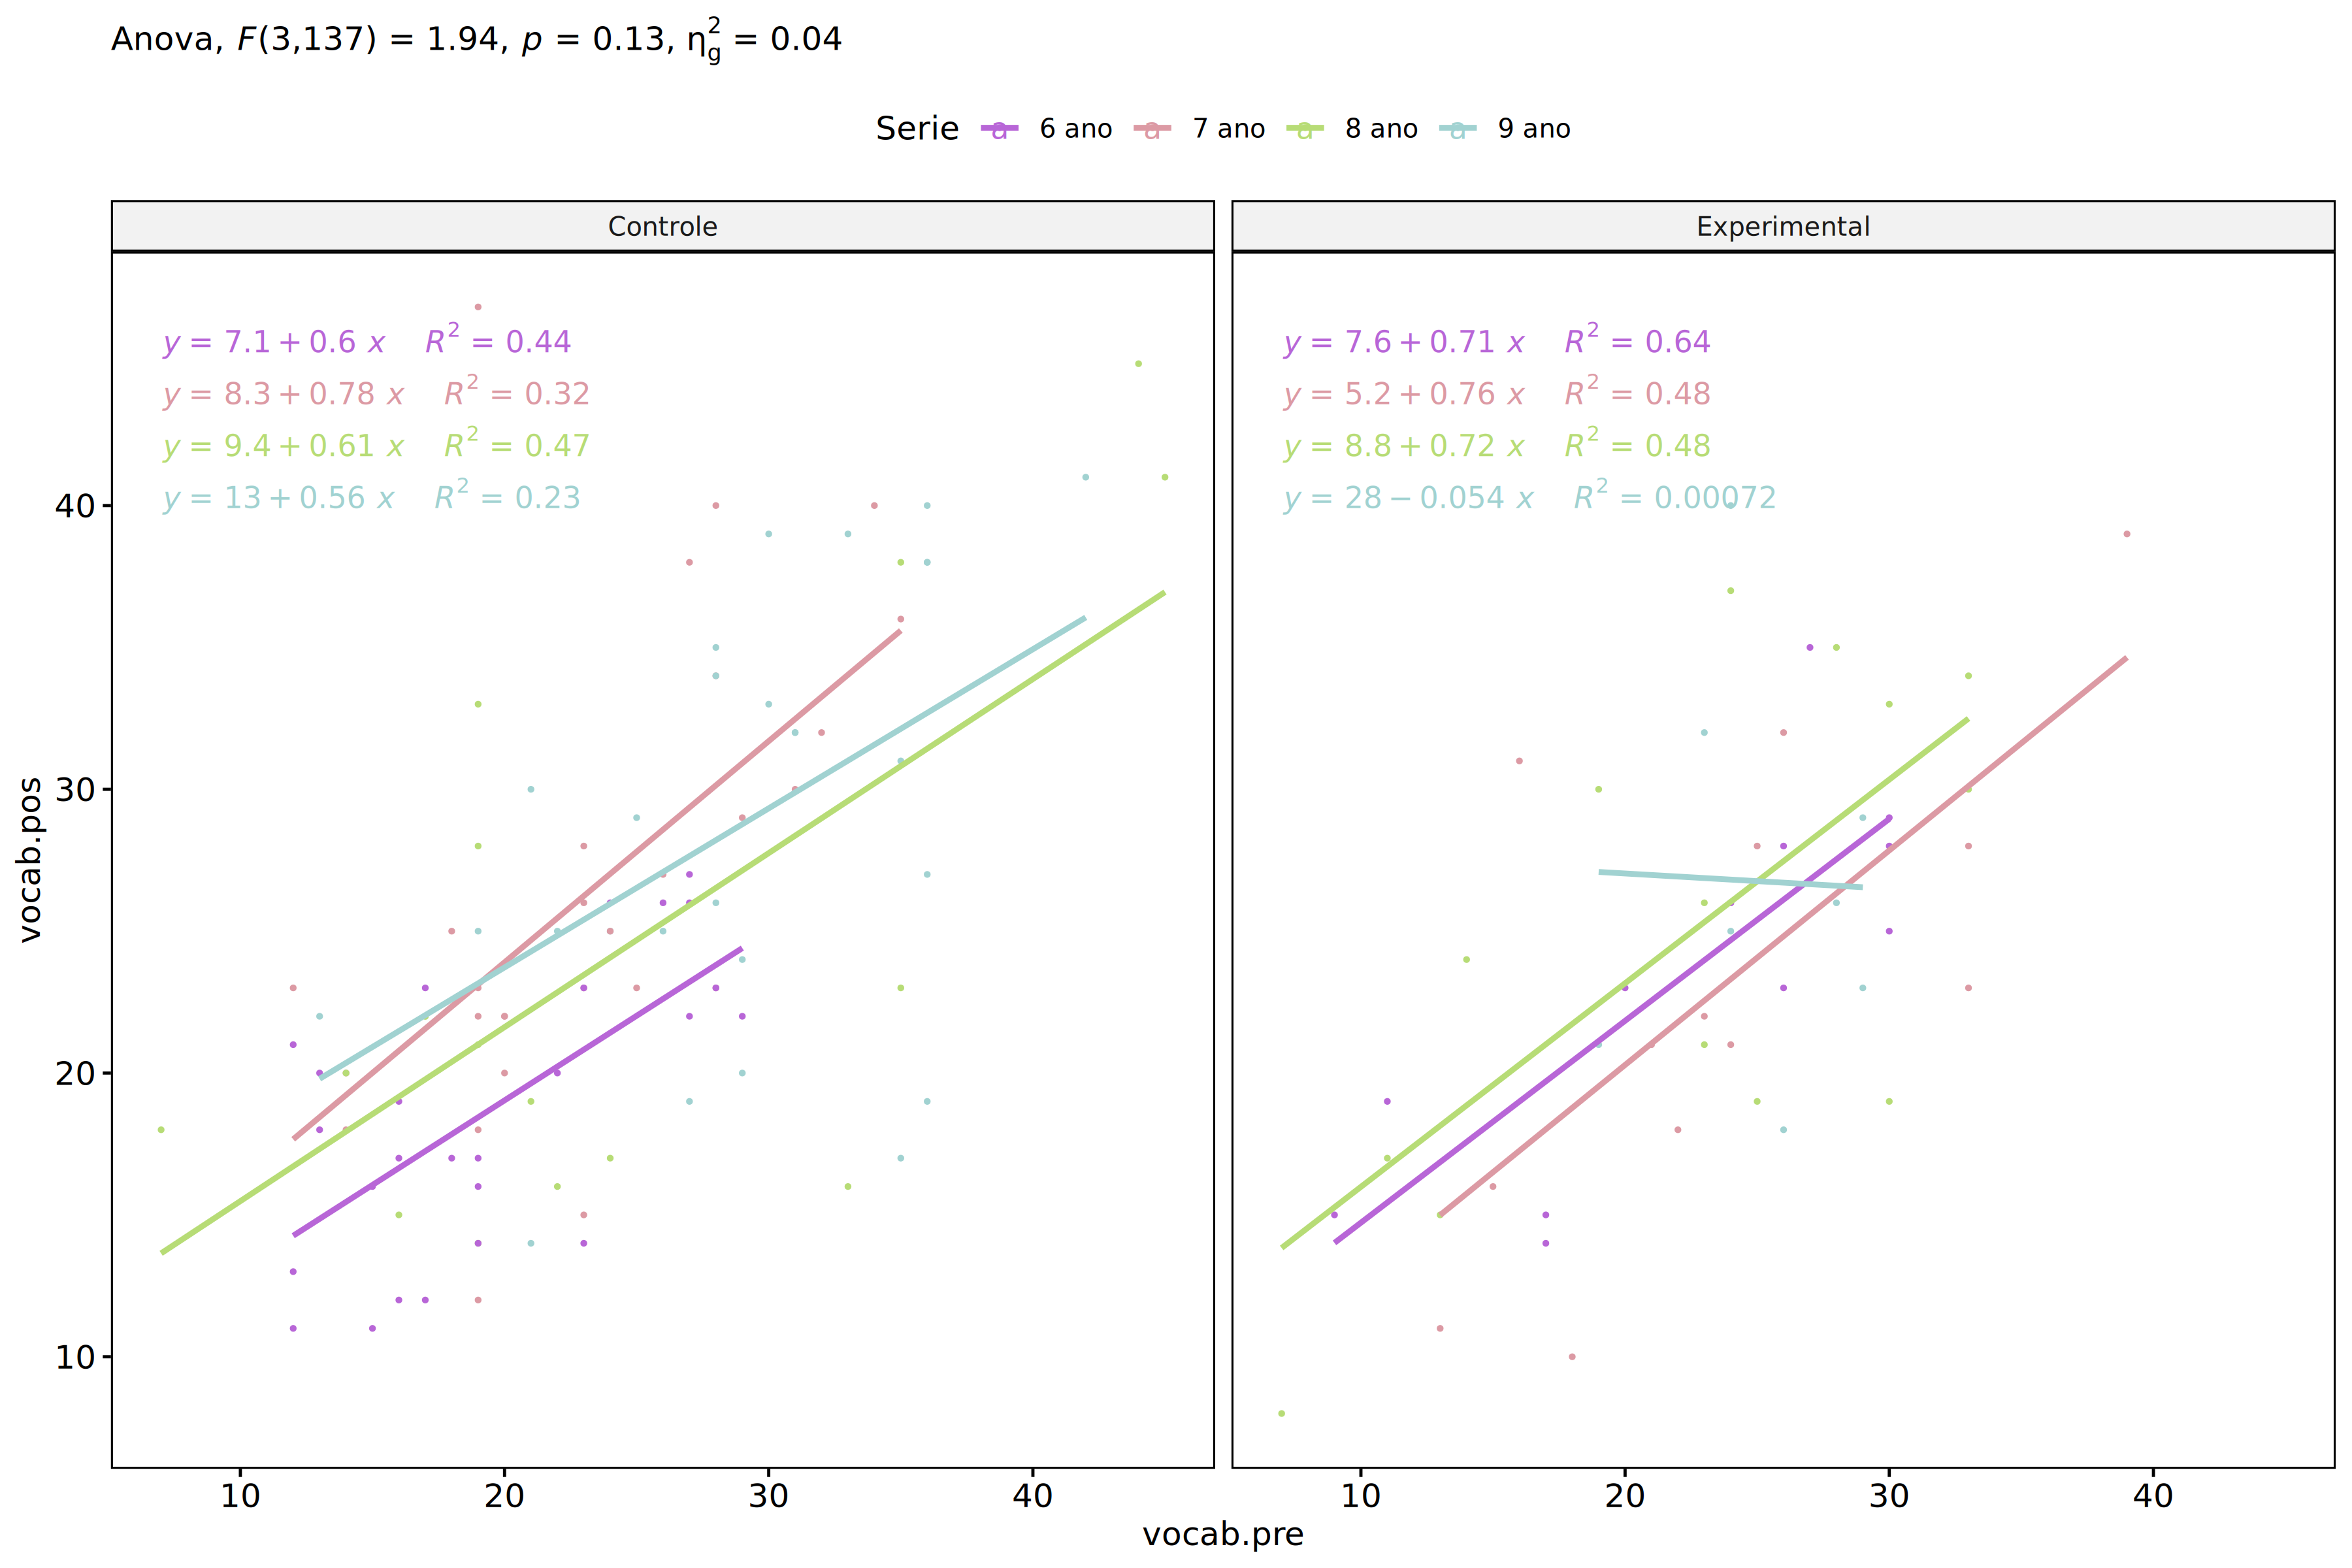 Anova, F(3,137) = 1.94, p = 0.13, η²g = 0.04
Serie a 6 ano a 7 ano a 8 ano a 9 ano
Controle
y = 7.1 + 0.6 x R² = 0.44
y = 8.3 + 0.78 x R² = 0.32
y = 9.4 + 0.61 x R² = 0.47
y = 13 + 0.56 x R² = 0.23
Experimental
y = 7.6 + 0.71 x R² = 0.64
y = 5.2 + 0.76 x R² = 0.48
y = 8.8 + 0.72 x R² = 0.48
y = 28 − 0.054 x R² = 0.00072
vocab.pos
40
30
20
10
10 20 30 40
10 20 30 40
vocab.pre